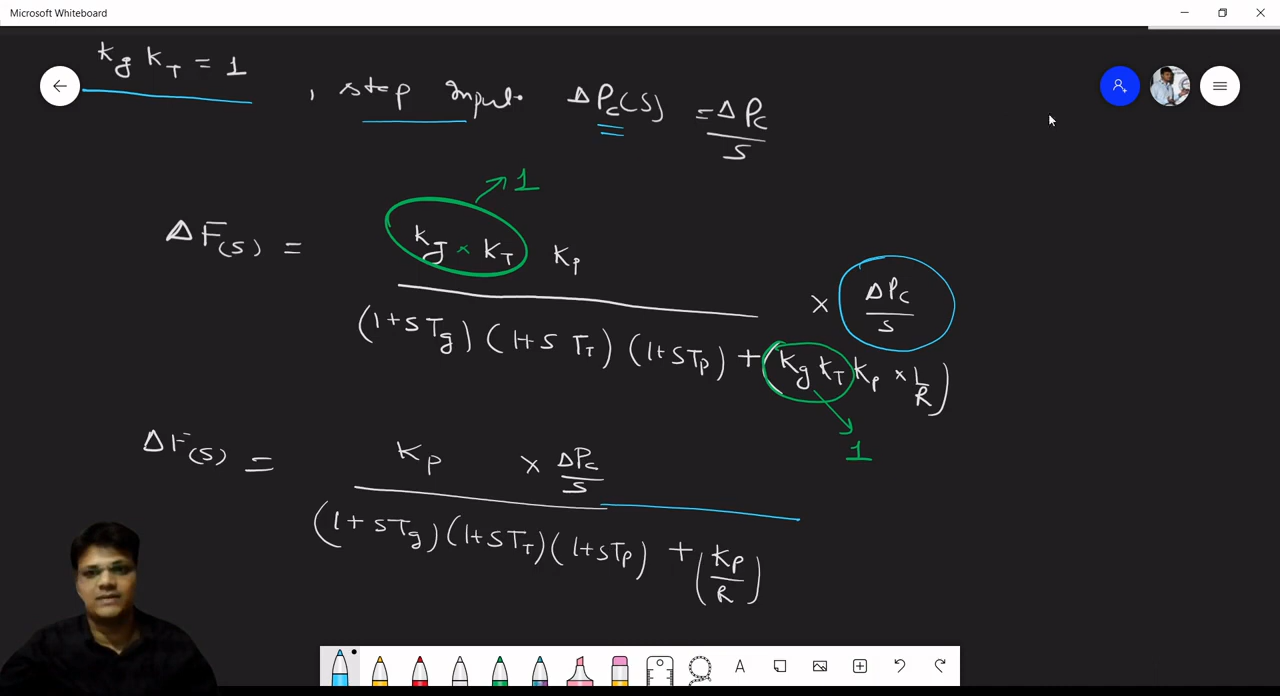 Microsoft Whiteboard
Kg KT = 1
, step input ΔPc(s) = ΔPc / s
1
ΔF(s) = Kg × KT Kp / (1+sTg) (1+s TT) (1+sTp) + (Kg KT Kp × 1/R) × ΔPc / s
1
ΔF(s) = Kp × ΔPc / s / (1+sTg)(1+sTT)(1+sTp) + (Kp / R)
A